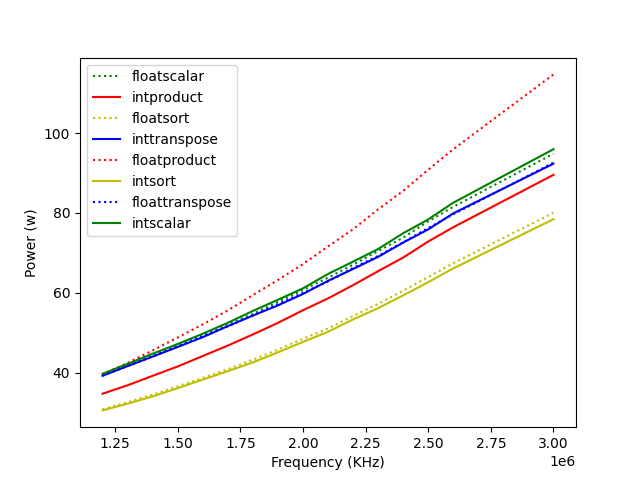 floatscalar
intproduct
floatsort
inttranspose
floatproduct
intsort
floattranspose
intscalar
100
80
60
40
Power (w)
1.25 1.50 1.75 2.00 2.25 2.50 2.75 3.00
Frequency (KHz)
1e6